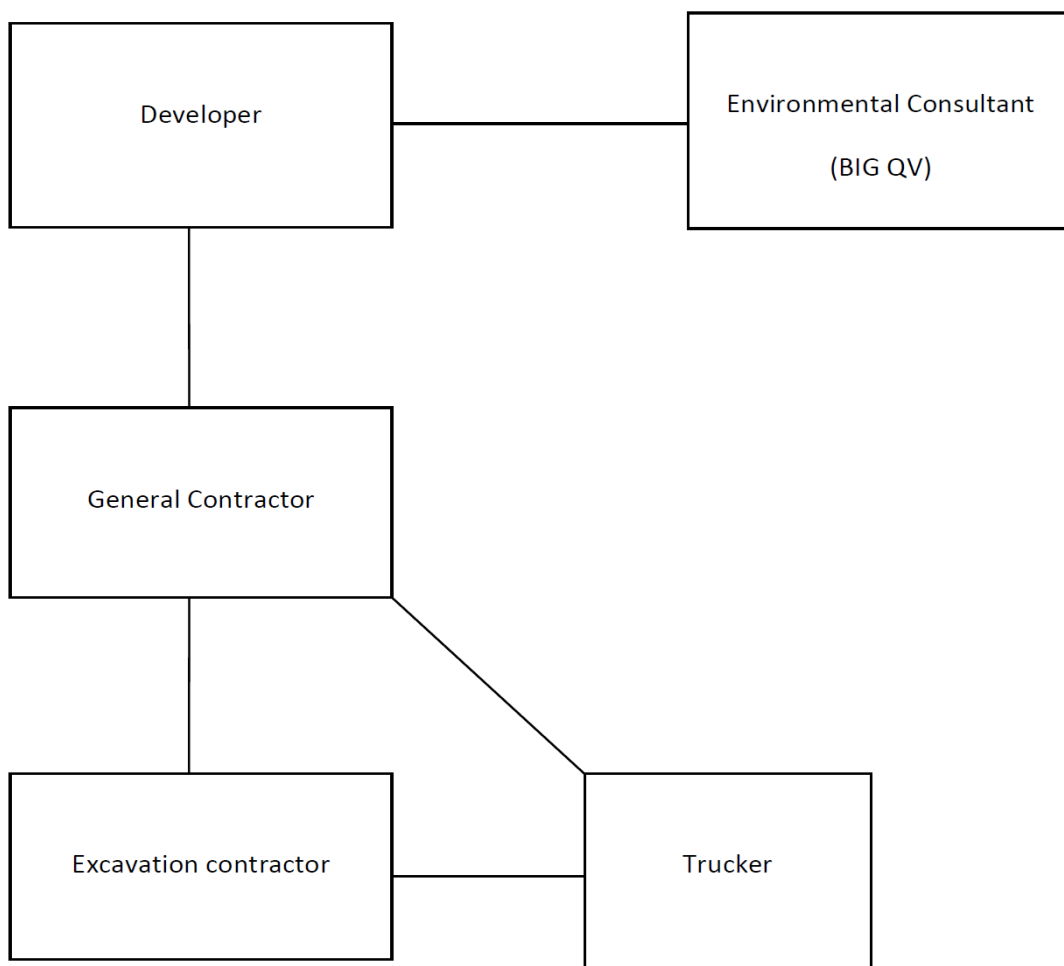 Developer
Environmental Consultant
(BIG QV)
General Contractor
Excavation contractor
Trucker